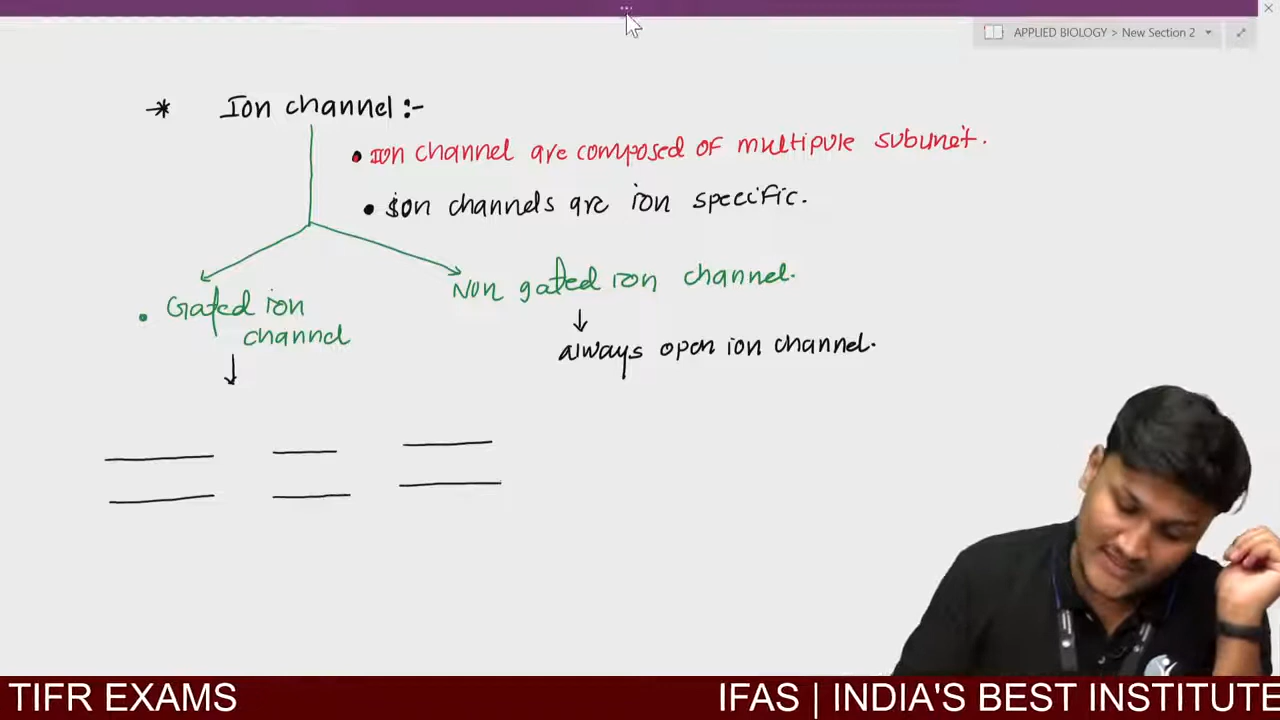 APPLIED BIOLOGY > New Section 2
Ion channel :-
• Ion channel are composed of multipule subunit.
• ion channels are ion specific.
• Gated ion
channel
Non gated ion channel.
always open ion channel.
TIFR EXAMS
IFAS | INDIA'S BEST INSTITUTE